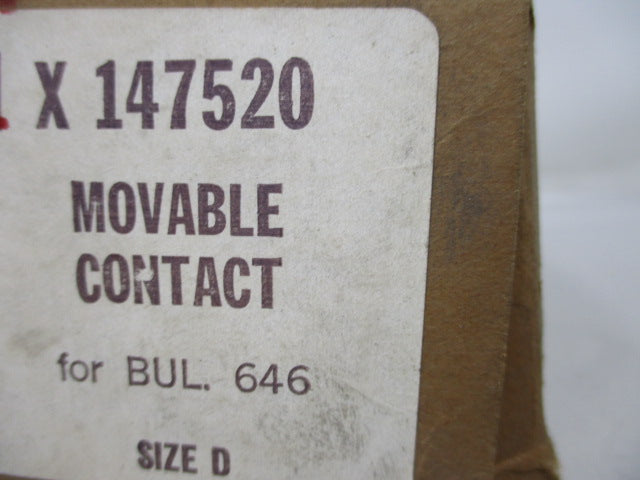 X 147520
MOVABLE
CONTACT
for BUL. 646
SIZE D